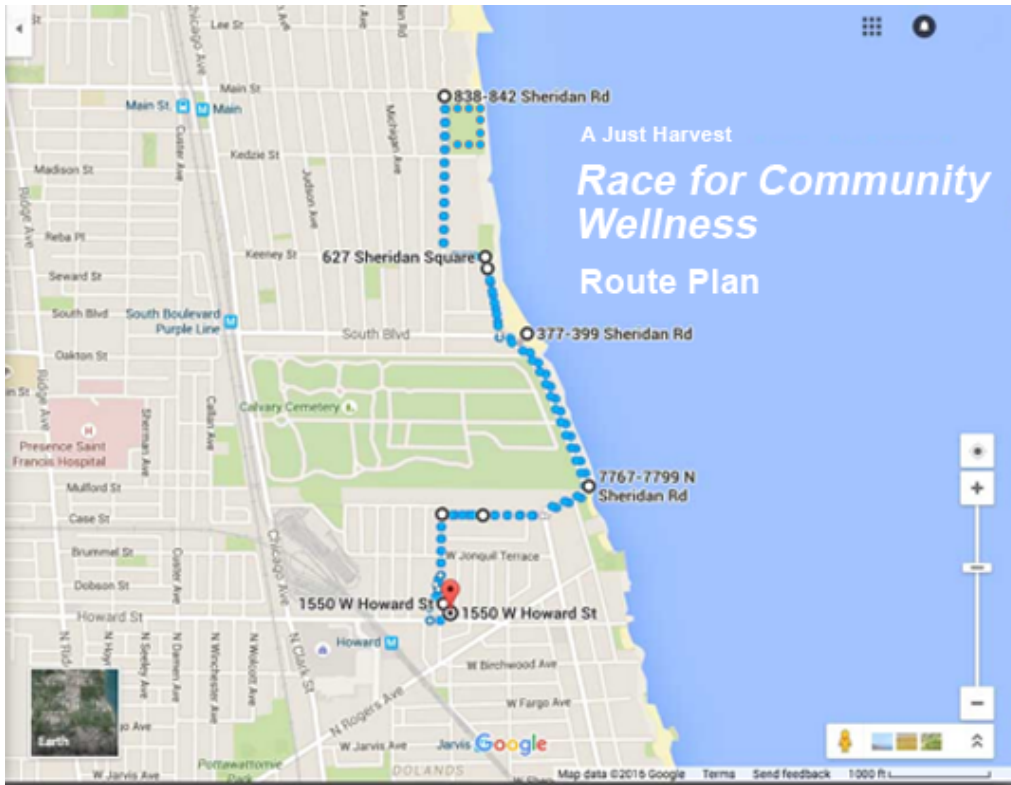 Lee St
Main St
838-842 Sheridan Rd
Main St.
Main
Chicago Ave
Custer Ave
Michigan Ave
Kedzie St
Judson Ave
A Just Harvest
Race for Community
Wellness
Route Plan
Madison St
Ridge Ave
Reba Pl
Keeney St
627 Sheridan Square
Seward St
South Blvd
South Boulevard
Purple Line
South Blvd
377-399 Sheridan Rd
Oakton St
Ridge Ave
Sherman Ave
Callan Ave
Calvary Cemetery
H
Presence Saint
Francis Hospital
7767-7799 N
Sheridan Rd
Mulford St
Case St
Chicago Ave
Brummel St
Custer Ave
W Jonquil Terrace
Dobson St
1550 W Howard St
1550 W Howard St
Howard St
Howard
N Seeley Ave
N Damen Ave
N Winchester Ave
N Wolcott Ave
N Clark St
W Birchwood Ave
N Rogers Ave
W Fargo Ave
Earth
W Jarvis Ave
Jarvis
Google
W Jarvis Ave
Pottawattomie
Park
DOLANDS
Map data ©2016 Google
Terms
Send feedback
1000 ft